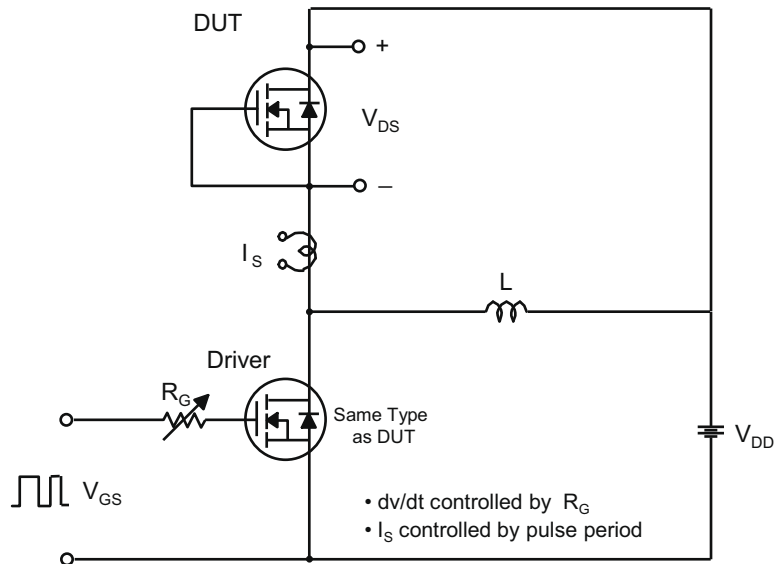 DUT
+
V_DS
–
I_S
L
Driver
R_G
Same Type
as DUT
V_DD
V_GS
• dv/dt controlled by R_G
• I_S controlled by pulse period